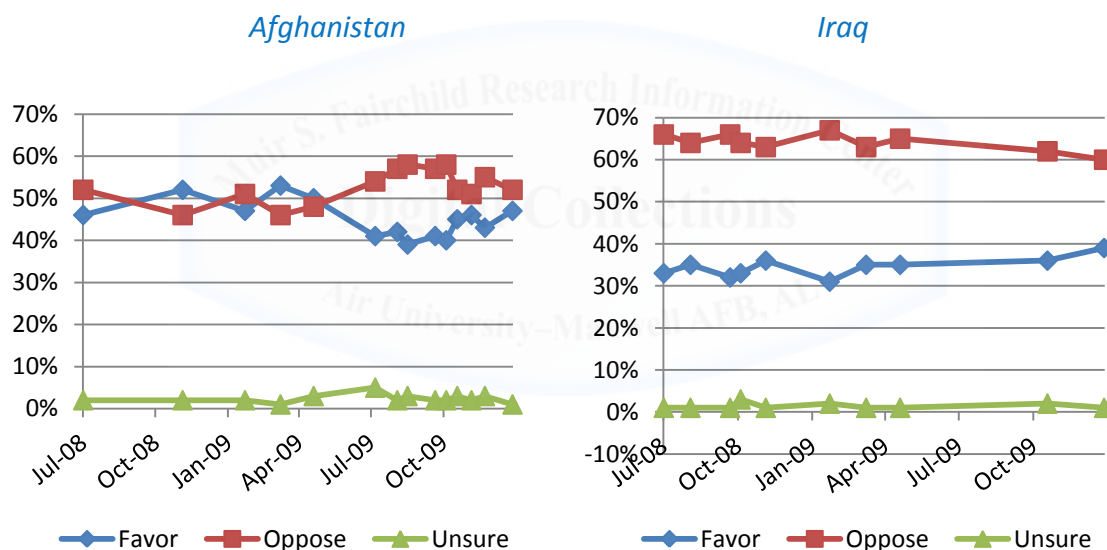 Afghanistan
70%
60%
50%
40%
30%
20%
10%
0%
Jul-08
Oct-08
Jan-09
Apr-09
Jul-09
Oct-09
Favor Oppose Unsure
Iraq
70%
60%
50%
40%
30%
20%
10%
0%
-10%
Jul-08
Oct-08
Jan-09
Apr-09
Jul-09
Oct-09
Favor Oppose Unsure
Muir S. Fairchild Research Information Center
Digital Collections
Air University–Maxwell AFB, AL